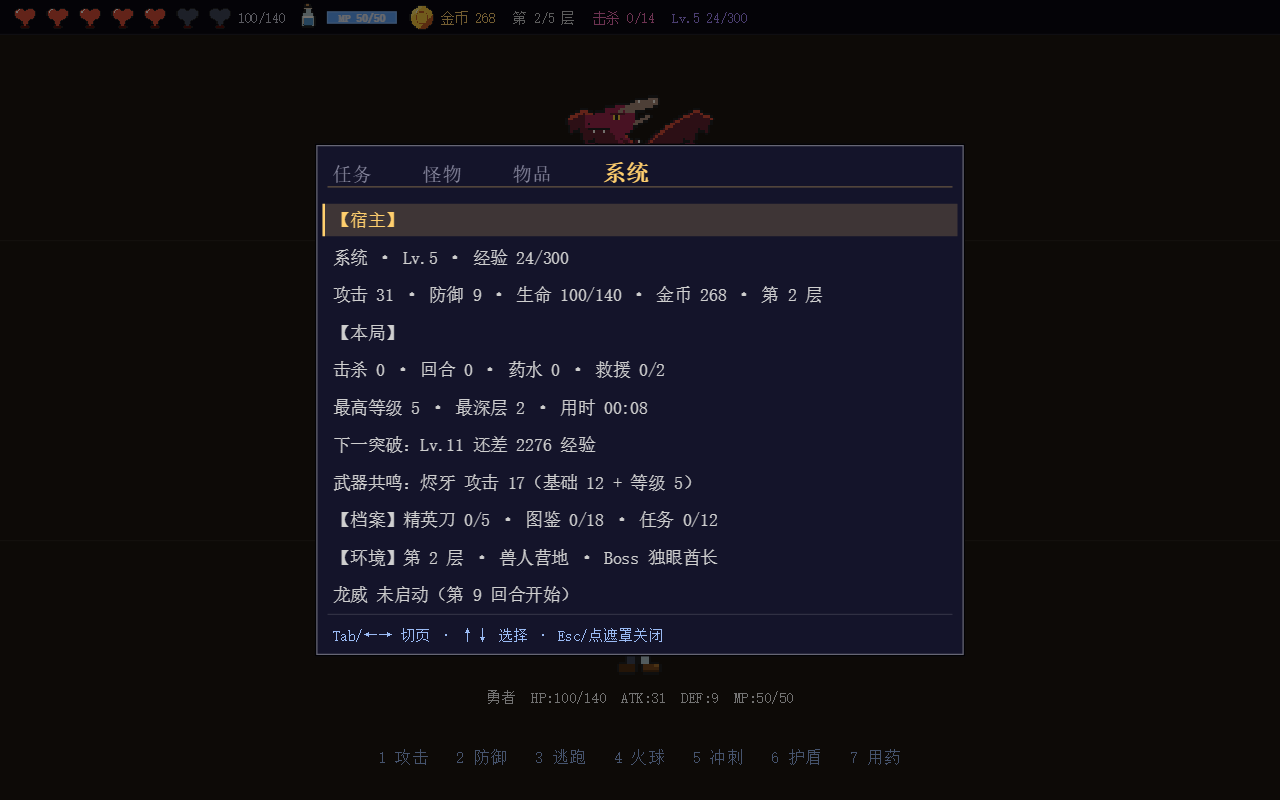 100/140 MP 50/50 金币 268 第 2/5 层 击杀 0/14 Lv.5 24/300
任务 怪物 物品 系统
【宿主】
系统 · Lv.5 · 经验 24/300
攻击 31 · 防御 9 · 生命 100/140 · 金币 268 · 第 2 层
【本局】
击杀 0 · 回合 0 · 药水 0 · 救援 0/2
最高等级 5 · 最深层 2 · 用时 00:08
下一突破: Lv.11 还差 2276 经验
武器共鸣: 烬牙 攻击 17（基础 12 + 等级 5）
【档案】精英刀 0/5 · 图鉴 0/18 · 任务 0/12
【环境】第 2 层 · 兽人营地 · Boss 独眼酋长
龙威 未启动（第 9 回合开始）
Tab/←→ 切页 · ↑↓ 选择 · Esc/点遮罩关闭
勇者 HP:100/140 ATK:31 DEF:9 MP:50/50
1 攻击 2 防御 3 逃跑 4 火球 5 冲刺 6 护盾 7 用药